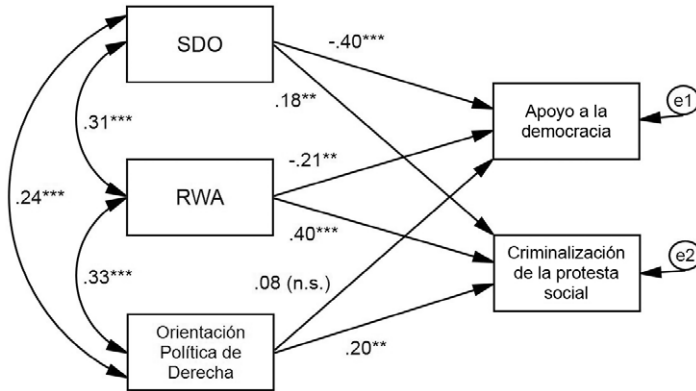 SDO
-.40***
.18**
Apoyo a la
democracia
e1
.31***
-.21**
.24***
RWA
.40***
Criminalización
de la protesta
social
e2
.33***
.08 (n.s.)
Orientación
Política de
Derecha
.20**